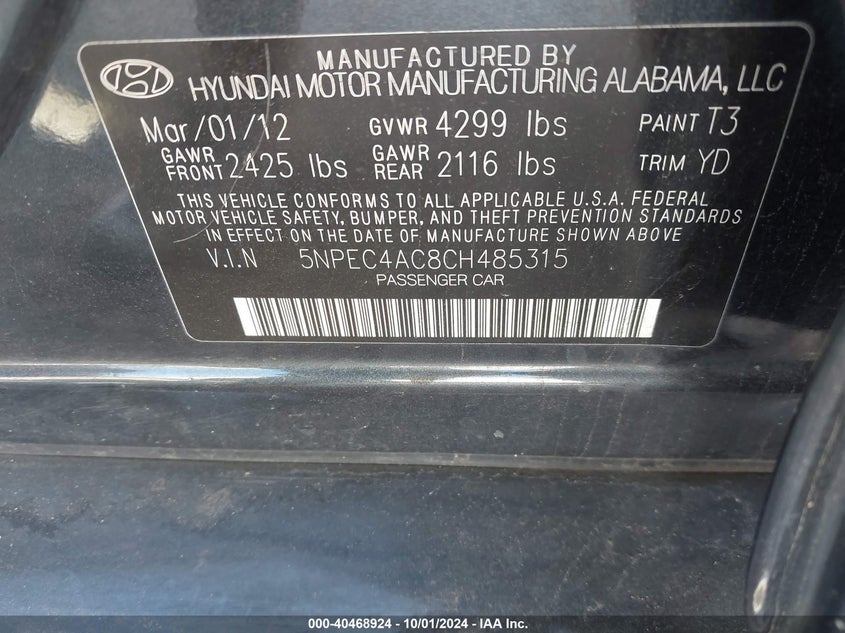 MANUFACTURED BY
HYUNDAI MOTOR MANUFACTURING ALABAMA, LLC
Mar/01/12 GVWR 4299 lbs PAINT T3
GAWR FRONT 2425 lbs GAWR REAR 2116 lbs TRIM YD
THIS VEHICLE CONFORMS TO ALL APPLICABLE U.S.A. FEDERAL
MOTOR VEHICLE SAFETY, BUMPER, AND THEFT PREVENTION STANDARDS
IN EFFECT ON THE DATE OF MANUFACTURE SHOWN ABOVE
V.I.N 5NPEC4AC8CH485315
PASSENGER CAR
000-40468924 - 10/01/2024 - IAA Inc.